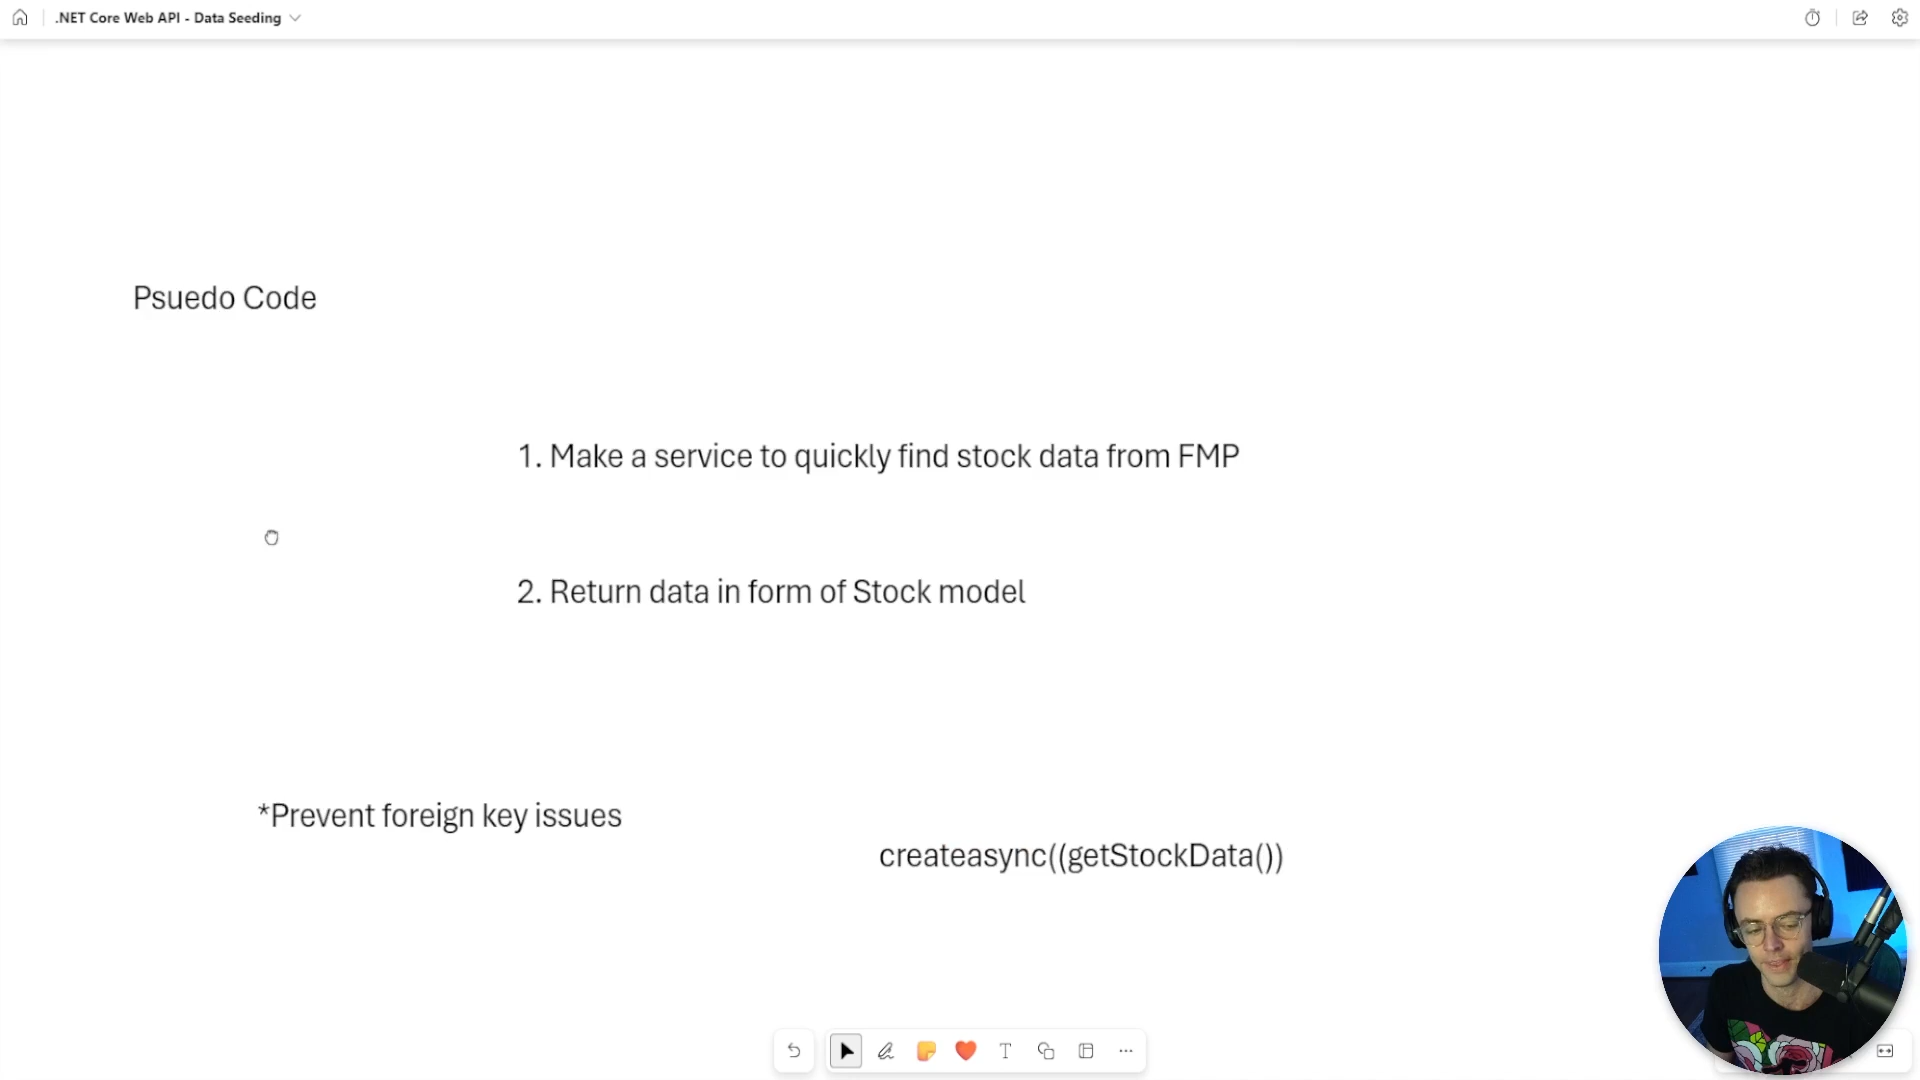 .NET Core Web API - Data Seeding
Psuedo Code
1. Make a service to quickly find stock data from FMP
2. Return data in form of Stock model
*Prevent foreign key issues
createasync((getStockData())